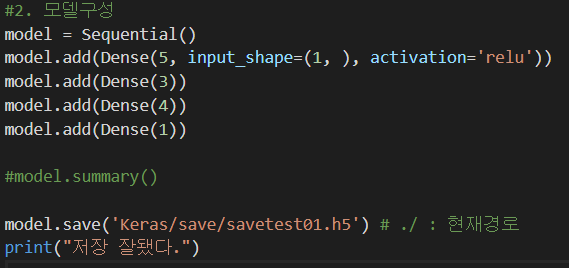 #2. 모델구성
model = Sequential()
model.add(Dense(5, input_shape=(1, ), activation='relu'))
model.add(Dense(3))
model.add(Dense(4))
model.add(Dense(1))
#model.summary()
model.save('Keras/save/savetest01.h5') # ./ : 현재경로
print("저장 잘됐다.")